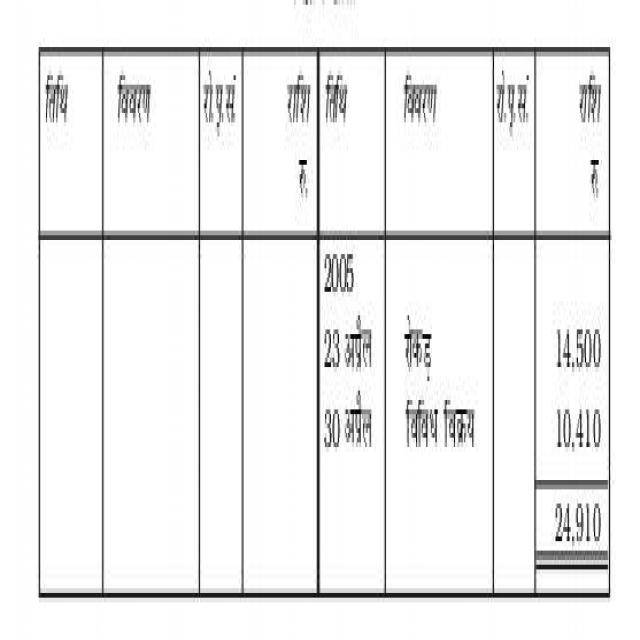 तिथि विवरण रो.पृ.सं. राशि तिथि विवरण रो.पृ.सं. राशि
रु. रु.
2005
23 अप्रैल रोकड़ 14,500
30 अप्रैल विविध विक्रय 10,410
24,910